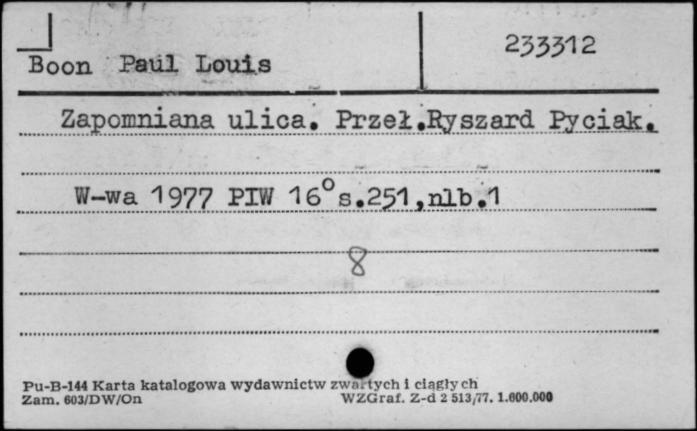 233312
Boon Paul Louis
Zapomniana ulica. Przeł.Ryszard Pyciak.
W-wa 1977 PIW 16° s.251,nlb.1
8
Pu-B-144 Karta katalogowa wydawnictw zwartych i ciągłych
Zam. 603/DW/On WZGraf. Z-d 2 513/77. 1.600.000